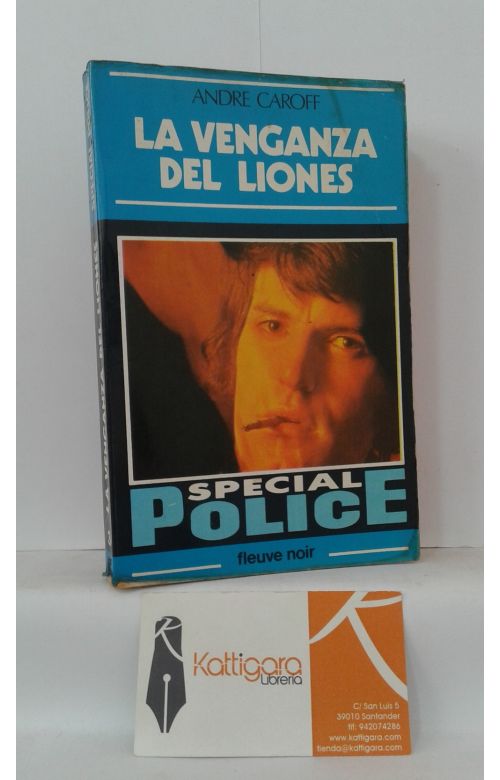 ANDRE CAROFF
LA VENGANZA
DEL LIONES
SPECIAL
POLICE
fleuve noir
LA VENGANZA DEL LIONES
Kattigara
Librería
C/ San Luis 5
39010 Santander
tlf: 942074286
www.kattigara.com
tienda@kattigara.com